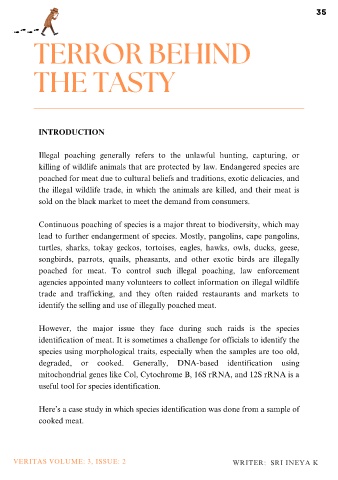 35
TERROR BEHIND
THE TASTY
INTRODUCTION
Illegal poaching generally refers to the unlawful hunting, capturing, or
killing of wildlife animals that are protected by law. Endangered species are
poached for meat due to cultural beliefs and traditions, exotic delicacies, and
the illegal wildlife trade, in which the animals are killed, and their meat is
sold on the black market to meet the demand from consumers.
Continuous poaching of species is a major threat to biodiversity, which may
lead to further endangerment of species. Mostly, pangolins, cape pangolins,
turtles, sharks, tokay geckos, tortoises, eagles, hawks, owls, ducks, geese,
songbirds, parrots, quails, pheasants, and other exotic birds are illegally
poached for meat. To control such illegal poaching, law enforcement
agencies appointed many volunteers to collect information on illegal wildlife
trade and trafficking, and they often raided restaurants and markets to
identify the selling and use of illegally poached meat.
However, the major issue they face during such raids is the species
identification of meat. It is sometimes a challenge for officials to identify the
species using morphological traits, especially when the samples are too old,
degraded, or cooked. Generally, DNA-based identification using
mitochondrial genes like Col, Cytochrome B, 16S rRNA, and 12S rRNA is a
useful tool for species identification.
Here's a case study in which species identification was done from a sample of
cooked meat.
VERITAS VOLUME: 3, ISSUE: 2
WRITER: SRI INEYA K